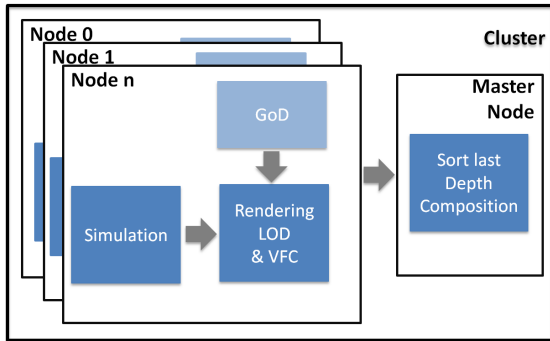 Node 0
Cluster
Node 1
Node n
Master
Node
GoD
Sort last
Depth
Composition
Simulation
Rendering
LOD
& VFC